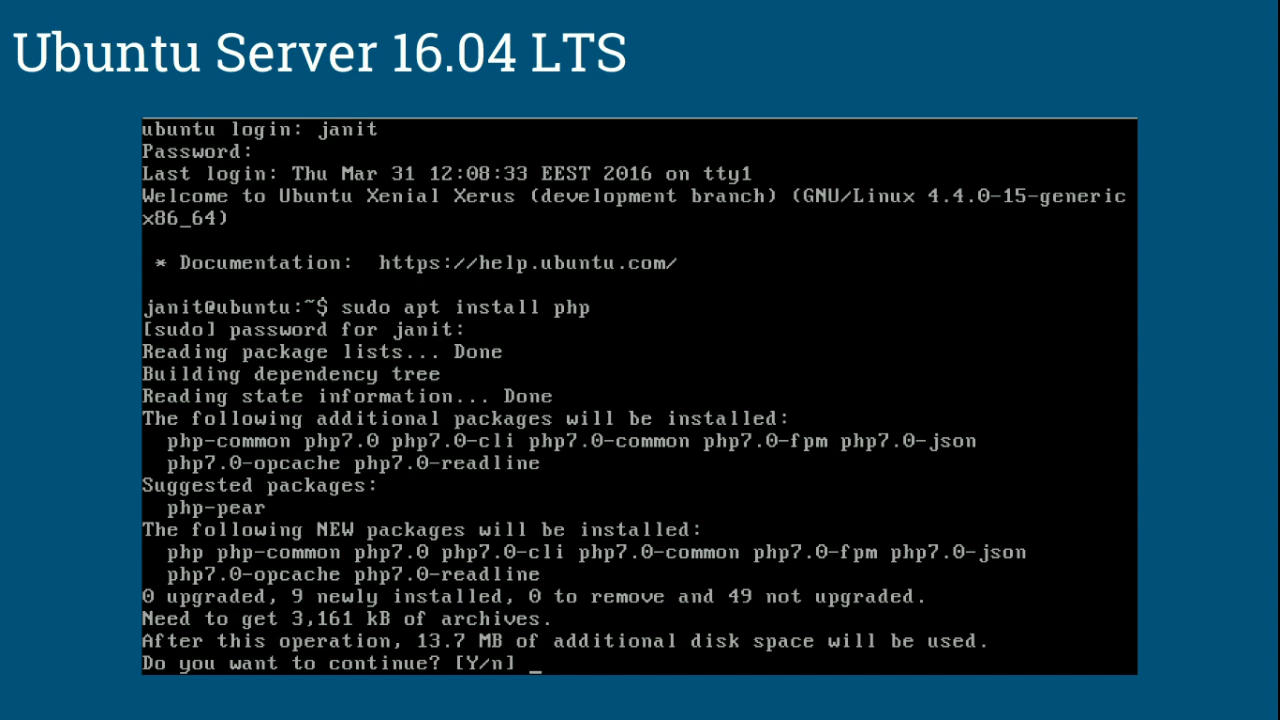 Ubuntu Server 16.04 LTS
ubuntu login: janit
Password:
Last login: Thu Mar 31 12:08:33 EEST 2016 on tty1
Welcome to Ubuntu Xenial Xerus (development branch) (GNU/Linux 4.4.0-15-generic
x86_64)
* Documentation:  https://help.ubuntu.com/
janit@ubuntu:~$ sudo apt install php
[sudo] password for janit:
Reading package lists... Done
Building dependency tree
Reading state information... Done
The following additional packages will be installed:
php-common php7.0 php7.0-cli php7.0-common php7.0-fpm php7.0-json
php7.0-opcache php7.0-readline
Suggested packages:
php-pear
The following NEW packages will be installed:
php php-common php7.0 php7.0-cli php7.0-common php7.0-fpm php7.0-json
php7.0-opcache php7.0-readline
0 upgraded, 9 newly installed, 0 to remove and 49 not upgraded.
Need to get 3,161 kB of archives.
After this operation, 13.7 MB of additional disk space will be used.
Do you want to continue? [Y/n] _